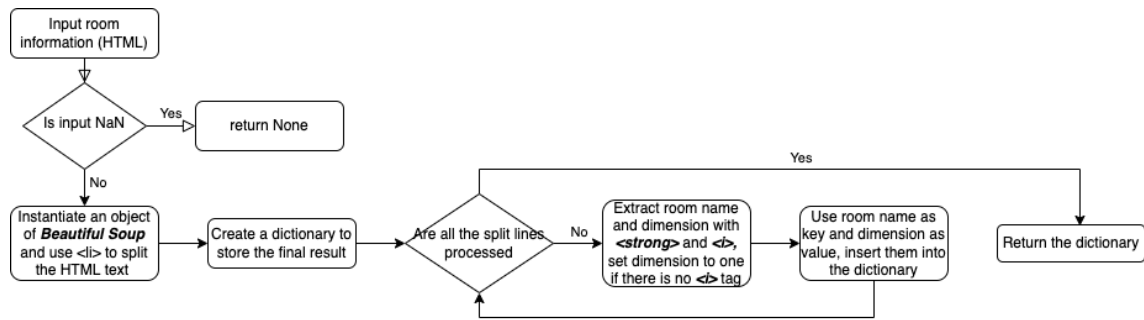 Input room
information (HTML)
Is input NaN
Yes
return None
No
Instantiate an object
of Beautiful Soup
and use <li> to split
the HTML text
Create a dictionary to
store the final result
Are all the split lines
processed
Yes
No
Extract room name
and dimension with
<strong> and <i>,
set dimension to one
if there is no <i> tag
Use room name as
key and dimension as
value, insert them into
the dictionary
Return the dictionary